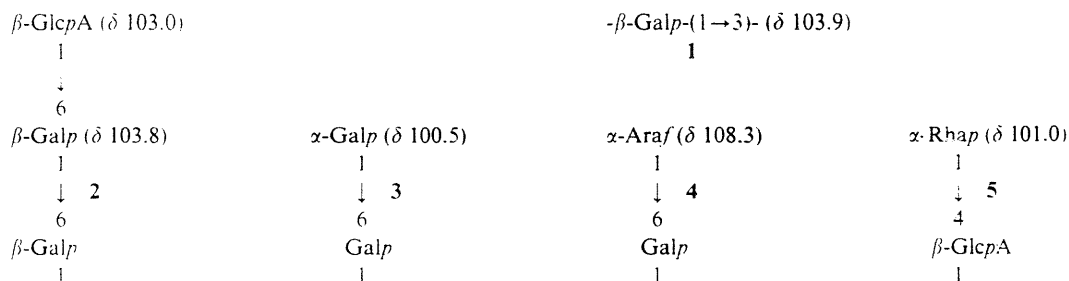 β-GlcpA (δ 103.0) -β-Galp-(1→3)- (δ 103.9)
1 1
↓
6
β-Galp (δ 103.8) α-Galp (δ 100.5) α-Araf (δ 108.3) α-Rhap (δ 101.0)
1 1 1 1
↓ 2 ↓ 3 ↓ 4 ↓ 5
6 6 6 4
β-Galp Galp Galp β-GlcpA
1 1 1 1